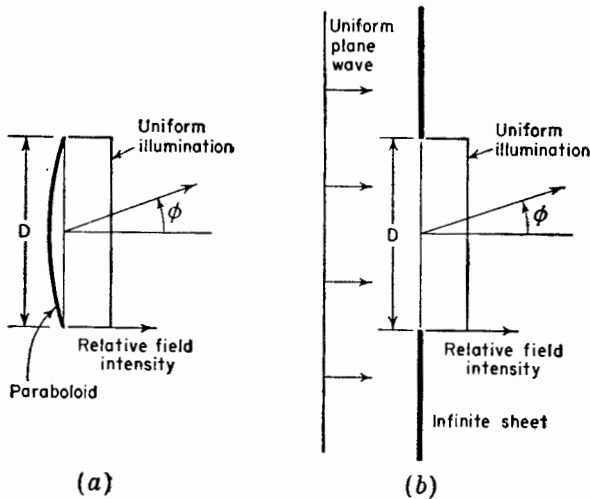 Uniform
illumination
D
ϕ
Relative field
intensity
Paraboloid
(a)
Uniform
plane
wave
Uniform
illumination
D
ϕ
Relative field
intensity
Infinite sheet
(b)